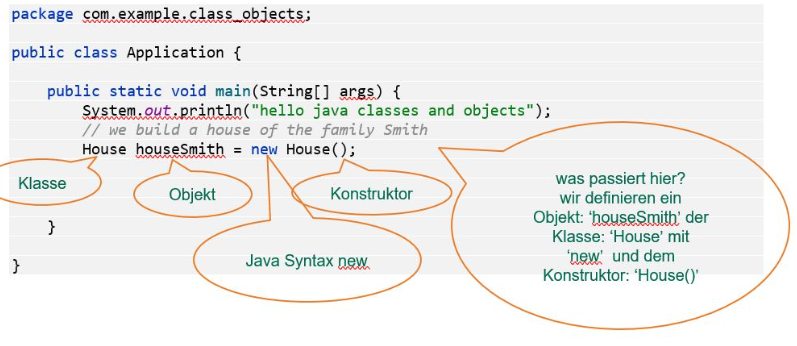 package com.example.class_objects;
public class Application {
public static void main(String[] args) {
System.out.println("hello java classes and objects");
// we build a house of the family Smith
House houseSmith = new House();
Klasse
Objekt
Konstruktor
Java Syntax new
was passiert hier?
wir definieren ein
Objekt: ‘houseSmith’ der
Klasse: ‘House’ mit
‘new’ und dem
Konstruktor: ‘House()’
}
}